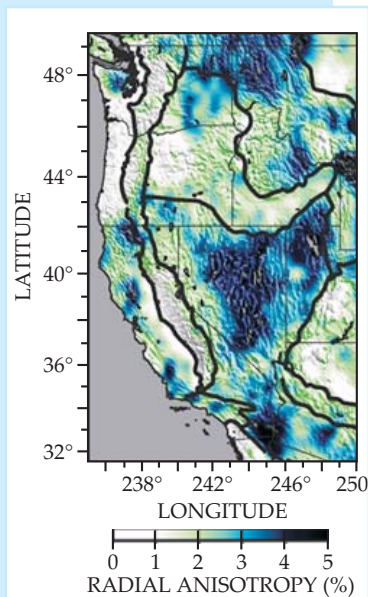 48°
44°
40°
36°
32°
LATITUDE
238° 242° 246° 250
LONGITUDE
0 1 2 3 4 5
RADIAL ANISOTROPY (%)